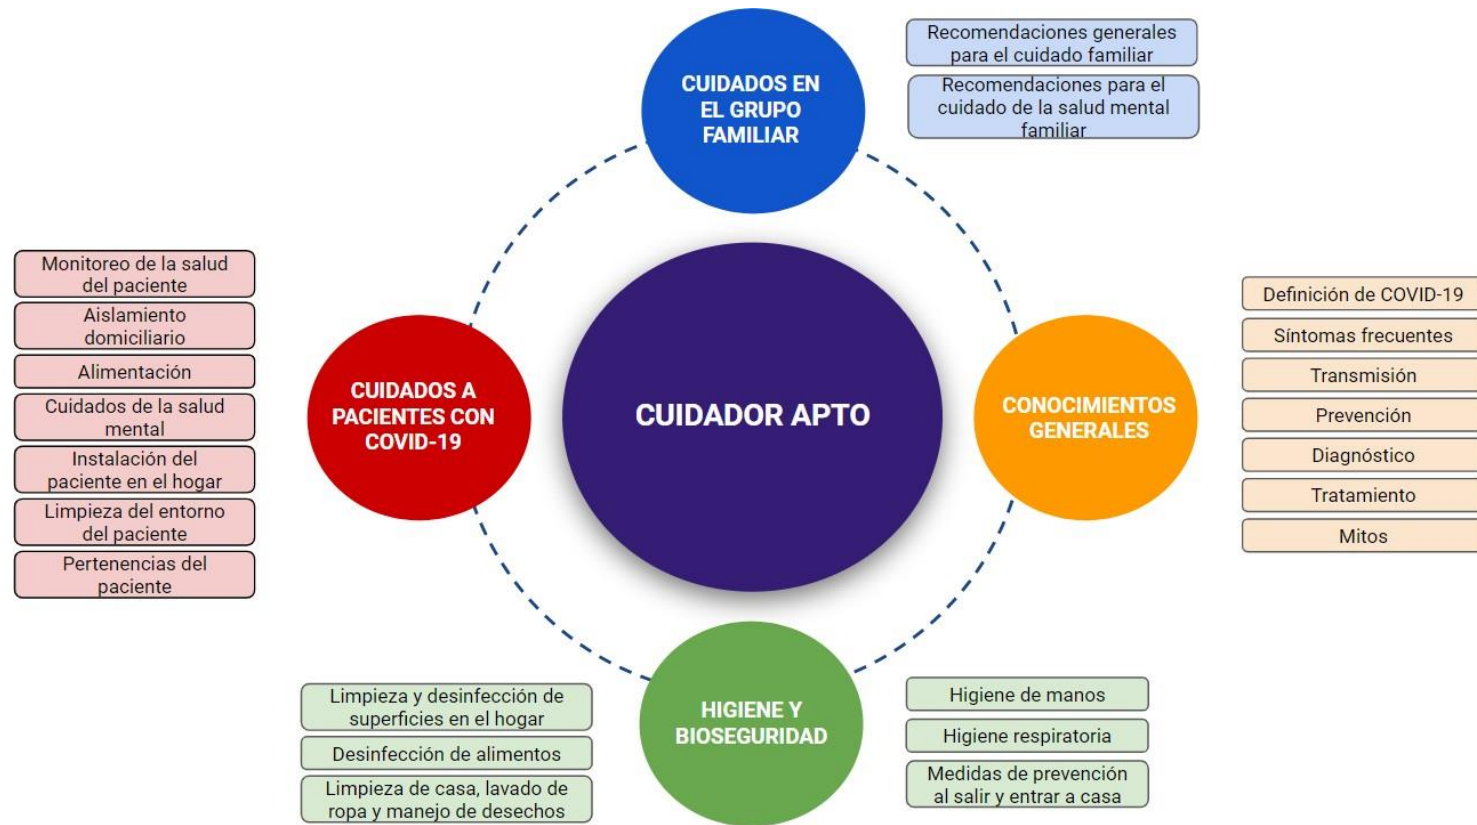 CUIDADOS EN
EL GRUPO
FAMILIAR
Recomendaciones generales
para el cuidado familiar
Recomendaciones para el
cuidado de la salud mental
familiar
Monitoreo de la salud
del paciente
Aislamiento
domiciliario
Alimentación
Cuidados de la salud
mental
Instalación del
paciente en el hogar
Limpieza del entorno
del paciente
Pertenencias del
paciente
CUIDADOS A
PACIENTES CON
COVID-19
CUIDADOR APTO
CONOCIMIENTOS
GENERALES
Definición de COVID-19
Síntomas frecuentes
Transmisión
Prevención
Diagnóstico
Tratamiento
Mitos
Limpieza y desinfección de
superficies en el hogar
Desinfección de alimentos
Limpieza de casa, lavado de
ropa y manejo de desechos
HIGIENE Y
BIOSEGURIDAD
Higiene de manos
Higiene respiratoria
Medidas de prevención
al salir y entrar a casa